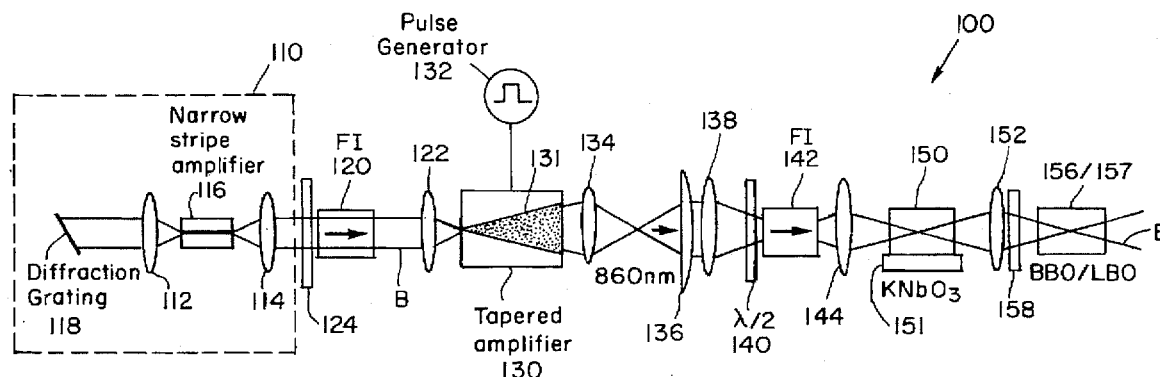 100
110
Pulse
Generator
132
Narrow
stripe
amplifier
116
FI
120
122
131
134
138
FI
142
150
152
156/157
Diffraction
Grating
118
112
114
124
B
Tapered
amplifier
130
860nm
136
λ/2
140
144
KNbO3
151
158
BBO/LBO